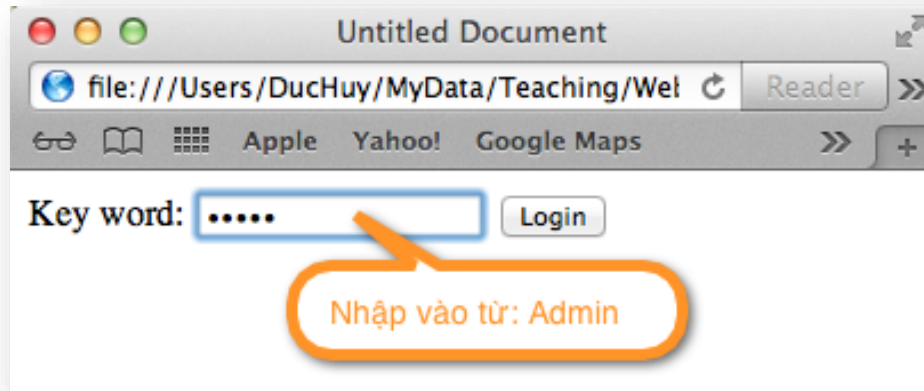 Untitled Document
file:///Users/DucHuy/MyData/Teaching/Web
Reader
Apple Yahoo! Google Maps
Key word: ••••• Login
Nhập vào từ: Admin